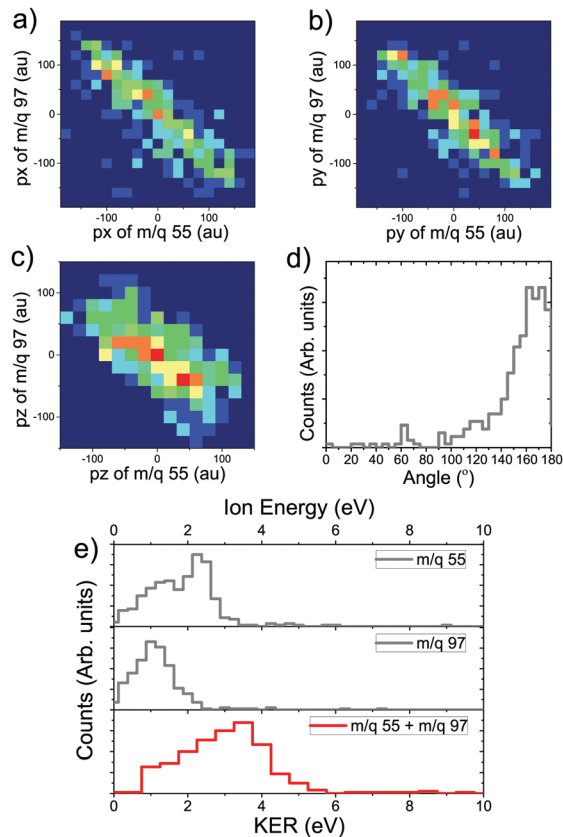 a)
px of m/q 97 (au)
100
0
-100
-100 0 100
px of m/q 55 (au)
b)
py of m/q 97 (au)
100
0
-100
-100 0 100
py of m/q 55 (au)
c)
pz of m/q 97 (au)
100
0
-100
-100 0 100
pz of m/q 55 (au)
d)
Counts (Arb. units)
0 20 40 60 80 100 120 140 160 180
Angle (°)
e)
Ion Energy (eV)
0 2 4 6 8 10
m/q 55
m/q 97
m/q 55 + m/q 97
Counts (Arb. units)
0 2 4 6 8 10
KER (eV)